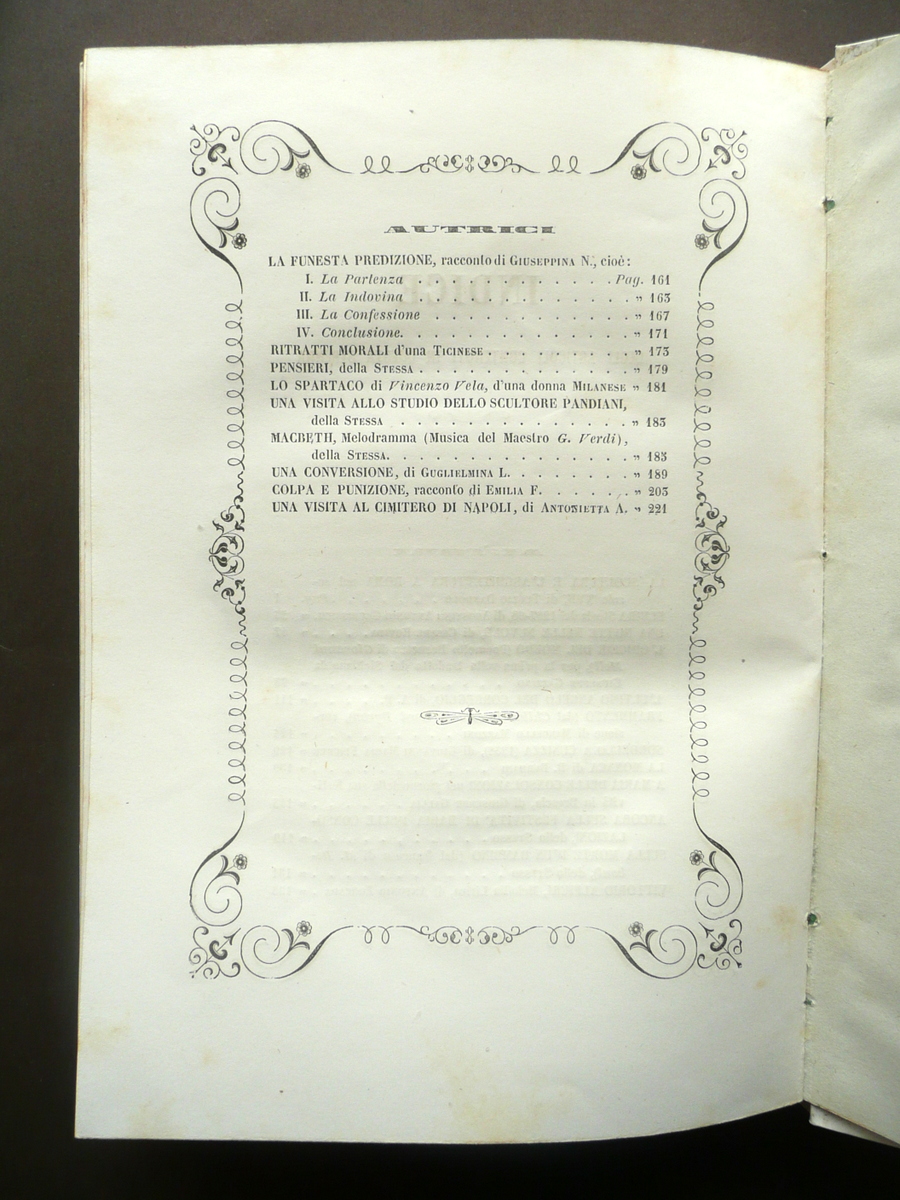 AUTRICI
LA FUNESTA PREDIZIONE, racconto di GIUSEPPINA N., cioè:
I. La Partenza . . . . . . . . . . . . Pag. 161
II. La Indovina . . . . . . . . . . . . . „ 163
III. La Confessione . . . . . . . . . . . . „ 167
IV. Conclusione. . . . . . . . . . . . . . „ 171
RITRATTI MORALI d'una TICINESE . . . . . . . . . „ 173
PENSIERI, della STESSA . . . . . . . . . . . . . „ 179
LO SPARTACO di Vincenzo Vela, d'una donna MILANESE „ 181
UNA VISITA ALLO STUDIO DELLO SCULTORE PANDIANI,
della STESSA . . . . . . . . . . . . . . „ 183
MACBETH, Melodramma (Musica del Maestro G. Verdi),
della STESSA. . . . . . . . . . . . . . . „ 185
UNA CONVERSIONE, di GUGLIELMINA L. . . . . . . . „ 189
COLPA E PUNIZIONE, racconto di EMILIA F. . . . . . „ 203
UNA VISITA AL CIMITERO DI NAPOLI, di ANTONIETTA A. „ 221